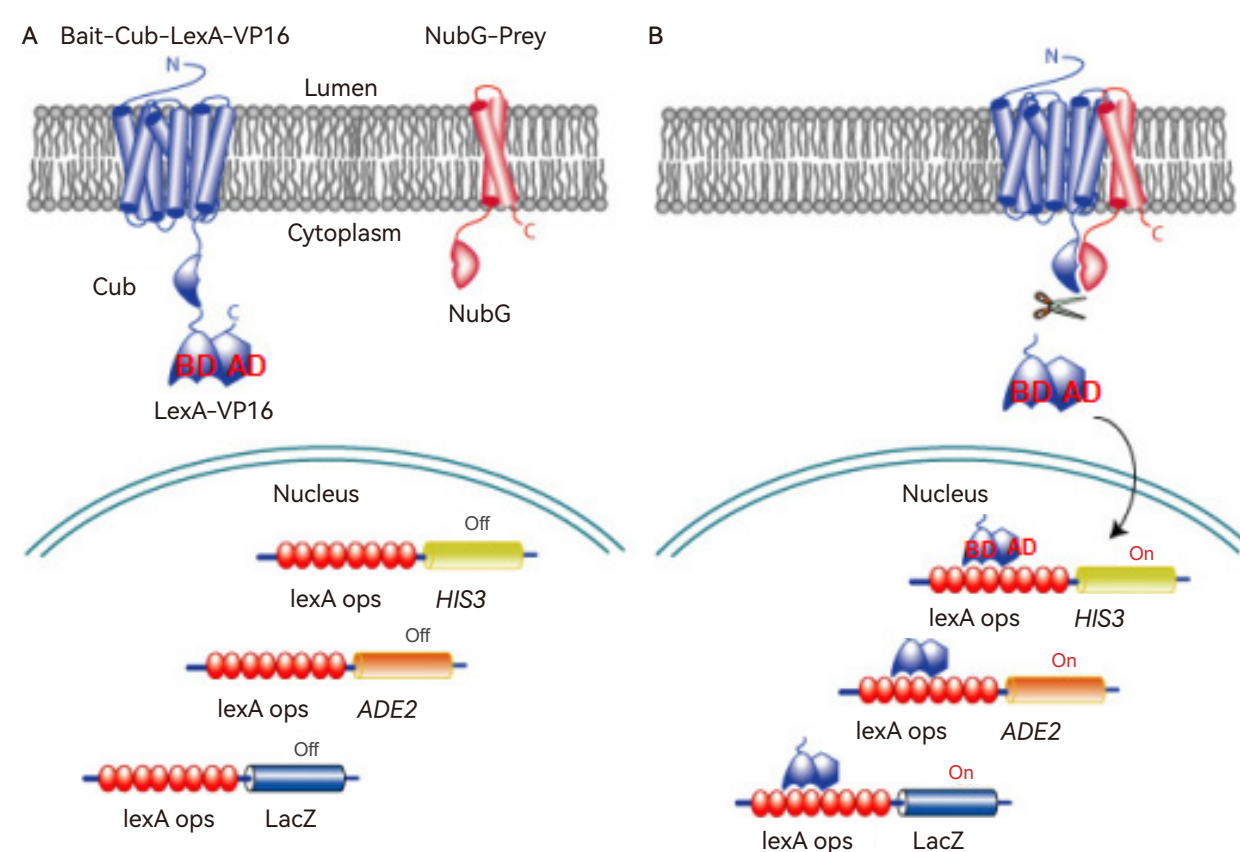 A Bait-Cub-LexA-VP16 NubG-Prey
N
Lumen
Cytoplasm
C
Cub
NubG
C
BD AD
LexA-VP16
Nucleus
Off
lexA ops HIS3
Off
lexA ops ADE2
Off
lexA ops LacZ
B
N
C
BD AD
Nucleus
BD AD
On
lexA ops HIS3
On
lexA ops ADE2
On
lexA ops LacZ